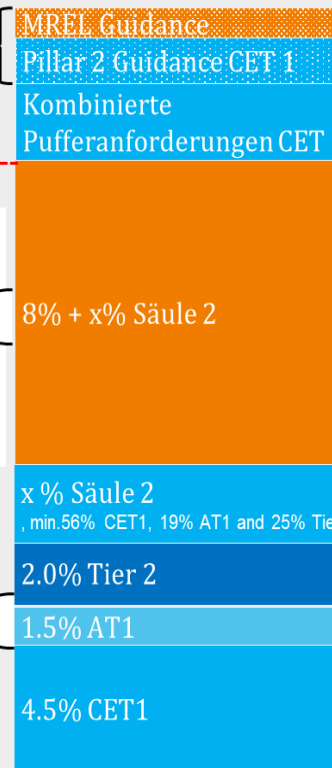 MREL Guidance
Pillar 2 Guidance CET 1
Kombinierte
Pufferanforderungen CET
8% + x% Säule 2
x % Säule 2
, min.56% CET1, 19% AT1 and 25% Tie
2.0% Tier 2
1.5% AT1
4.5% CET1